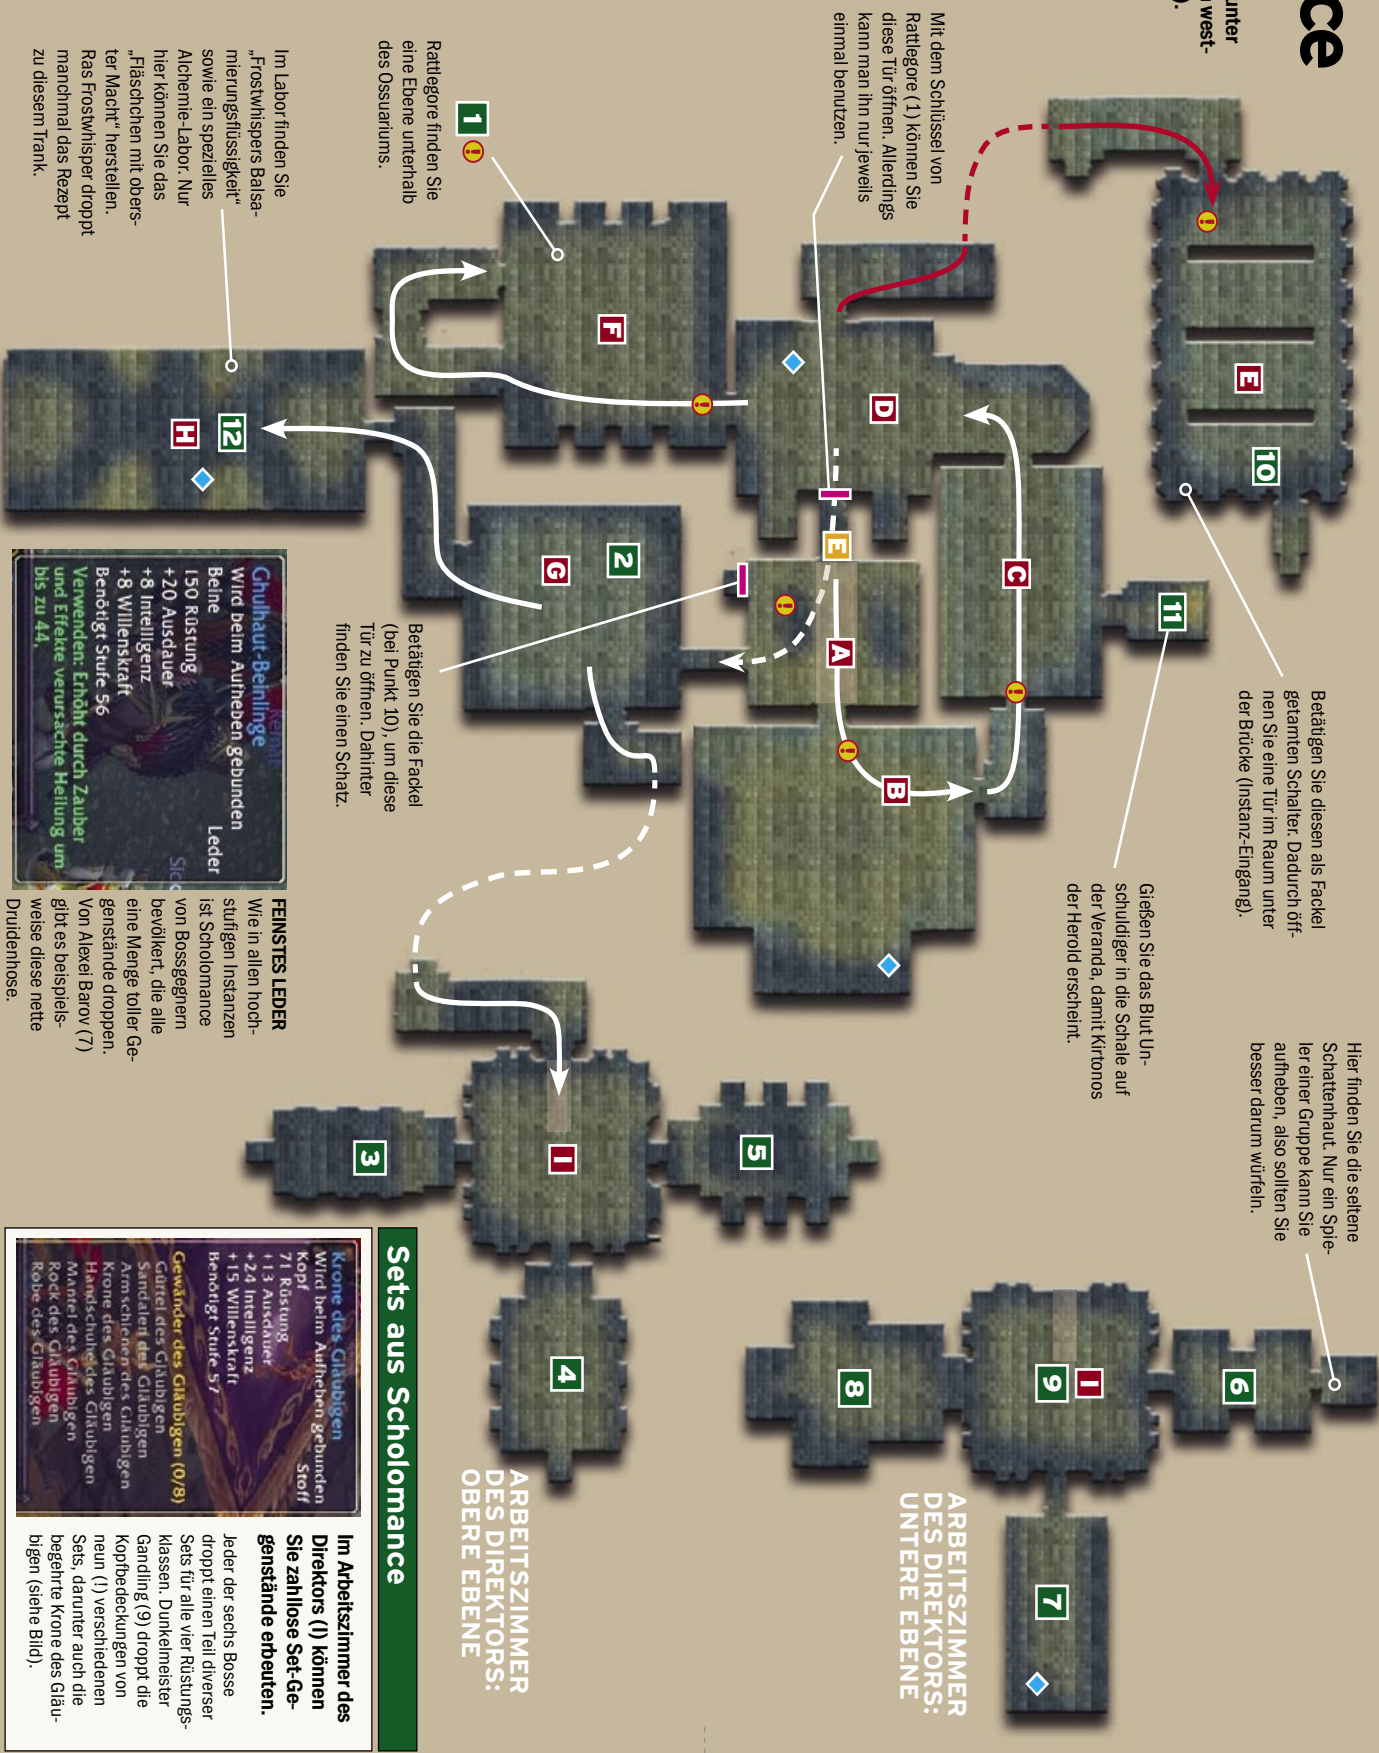 ce
unter
west-
).
Mit dem Schlüssel von
Rattlegore (1) können Sie
diese Tür öffnen. Allerdings
kann man ihn nur jeweils
einmal benutzen.
Rattlegore finden Sie
eine Ebene unterhalb
des Ossuariums.
Im Labor finden Sie
„Frostwhispers Balsa-
mierungsflüssigkeit“
sowie ein spezielles
Alchemie-Labor. Nur
hier können Sie das
„Fläschchen mit obers-
ter Macht“ herstellen.
Ras Frostwhisper droppt
manchmal das Rezept
zu diesem Trank.
1
!
!
E
10
F
!
D
C
11
!
12
H
2
G
E
!
A
!
B
Betätigen Sie diesen als Fackel
getarnten Schalter. Dadurch öff-
nen Sie eine Tür im Raum unter
der Brücke (Instanz-Eingang).
Gießen Sie das Blut Un-
schuldiger in die Schale auf
der Veranda, damit Kirtonos
der Herold erscheint.
Hier finden Sie die seltene
Schattenhaut. Nur ein Spie-
ler einer Gruppe kann Sie
aufheben, also sollten Sie
besser darum würfeln.
Betätigen Sie die Fackel
(bei Punkt 10), um diese
Tür zu öffnen. Dahinter
finden Sie einen Schatz.
Ghulhaut-Beinlinge
Wird beim Aufheben gebunden
Beine Leder
150 Rüstung
+20 Ausdauer
+8 Intelligenz
+8 Willenskraft
Benötigt Stufe 56
Verwenden: Erhöht durch Zauber
und Effekte verursachte Heilung um
bis zu 44.
FEINSTES LEDER
Wie in allen hoch-
stufigen Instanzen
ist Scholomance
von Bossgegnern
bevölkert, die alle
eine Menge toller Ge-
genstände droppen.
Von Alexei Barov (7)
gibt es beispiels-
weise diese nette
Druidenhose.
5
I
3
4
6
9
I
8
7
ARBEITSZIMMER
DES DIREKTORS:
UNTERE EBENE
ARBEITSZIMMER
DES DIREKTORS:
OBERE EBENE
Sets aus Scholomance
Krone des Gläubigen
Wird beim Aufheben gebunden
Kopf Stoff
71 Rüstung
+13 Ausdauer
+24 Intelligenz
+15 Willenskraft
Benötigt Stufe 57
Gewänder des Gläubigen (0/8)
Gürtel des Gläubigen
Sandalen des Gläubigen
Armschienen des Gläubigen
Krone des Gläubigen
Handschuhe des Gläubigen
Mantel des Gläubigen
Rock des Gläubigen
Robe des Gläubigen
Im Arbeitszimmer des
Direktors (I) können
Sie zahllose Set-Ge-
genstände erbeuten.
Jeder der sechs Bosse
droppt einen Teil diverser
Sets für alle vier Rüstungs-
klassen. Dunkelmeister
Gandling (9) droppt die
Kopfbedeckungen von
neun (!) verschiedenen
Sets, darunter auch die
begehrte Krone des Gläu-
bigen (siehe Bild).